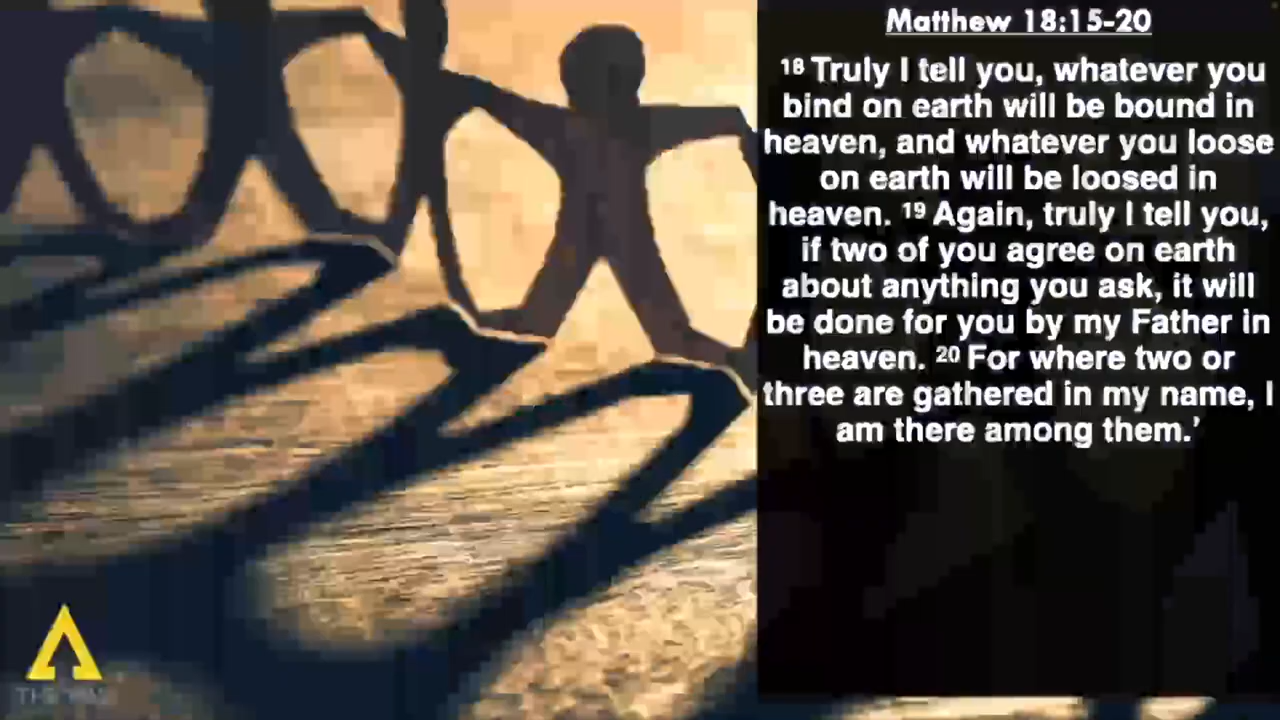 Matthew 18:15-20
18 Truly I tell you, whatever you
bind on earth will be bound in
heaven, and whatever you loose
on earth will be loosed in
heaven. 19 Again, truly I tell you,
if two of you agree on earth
about anything you ask, it will
be done for you by my Father in
heaven. 20 For where two or
three are gathered in my name, I
am there among them.’